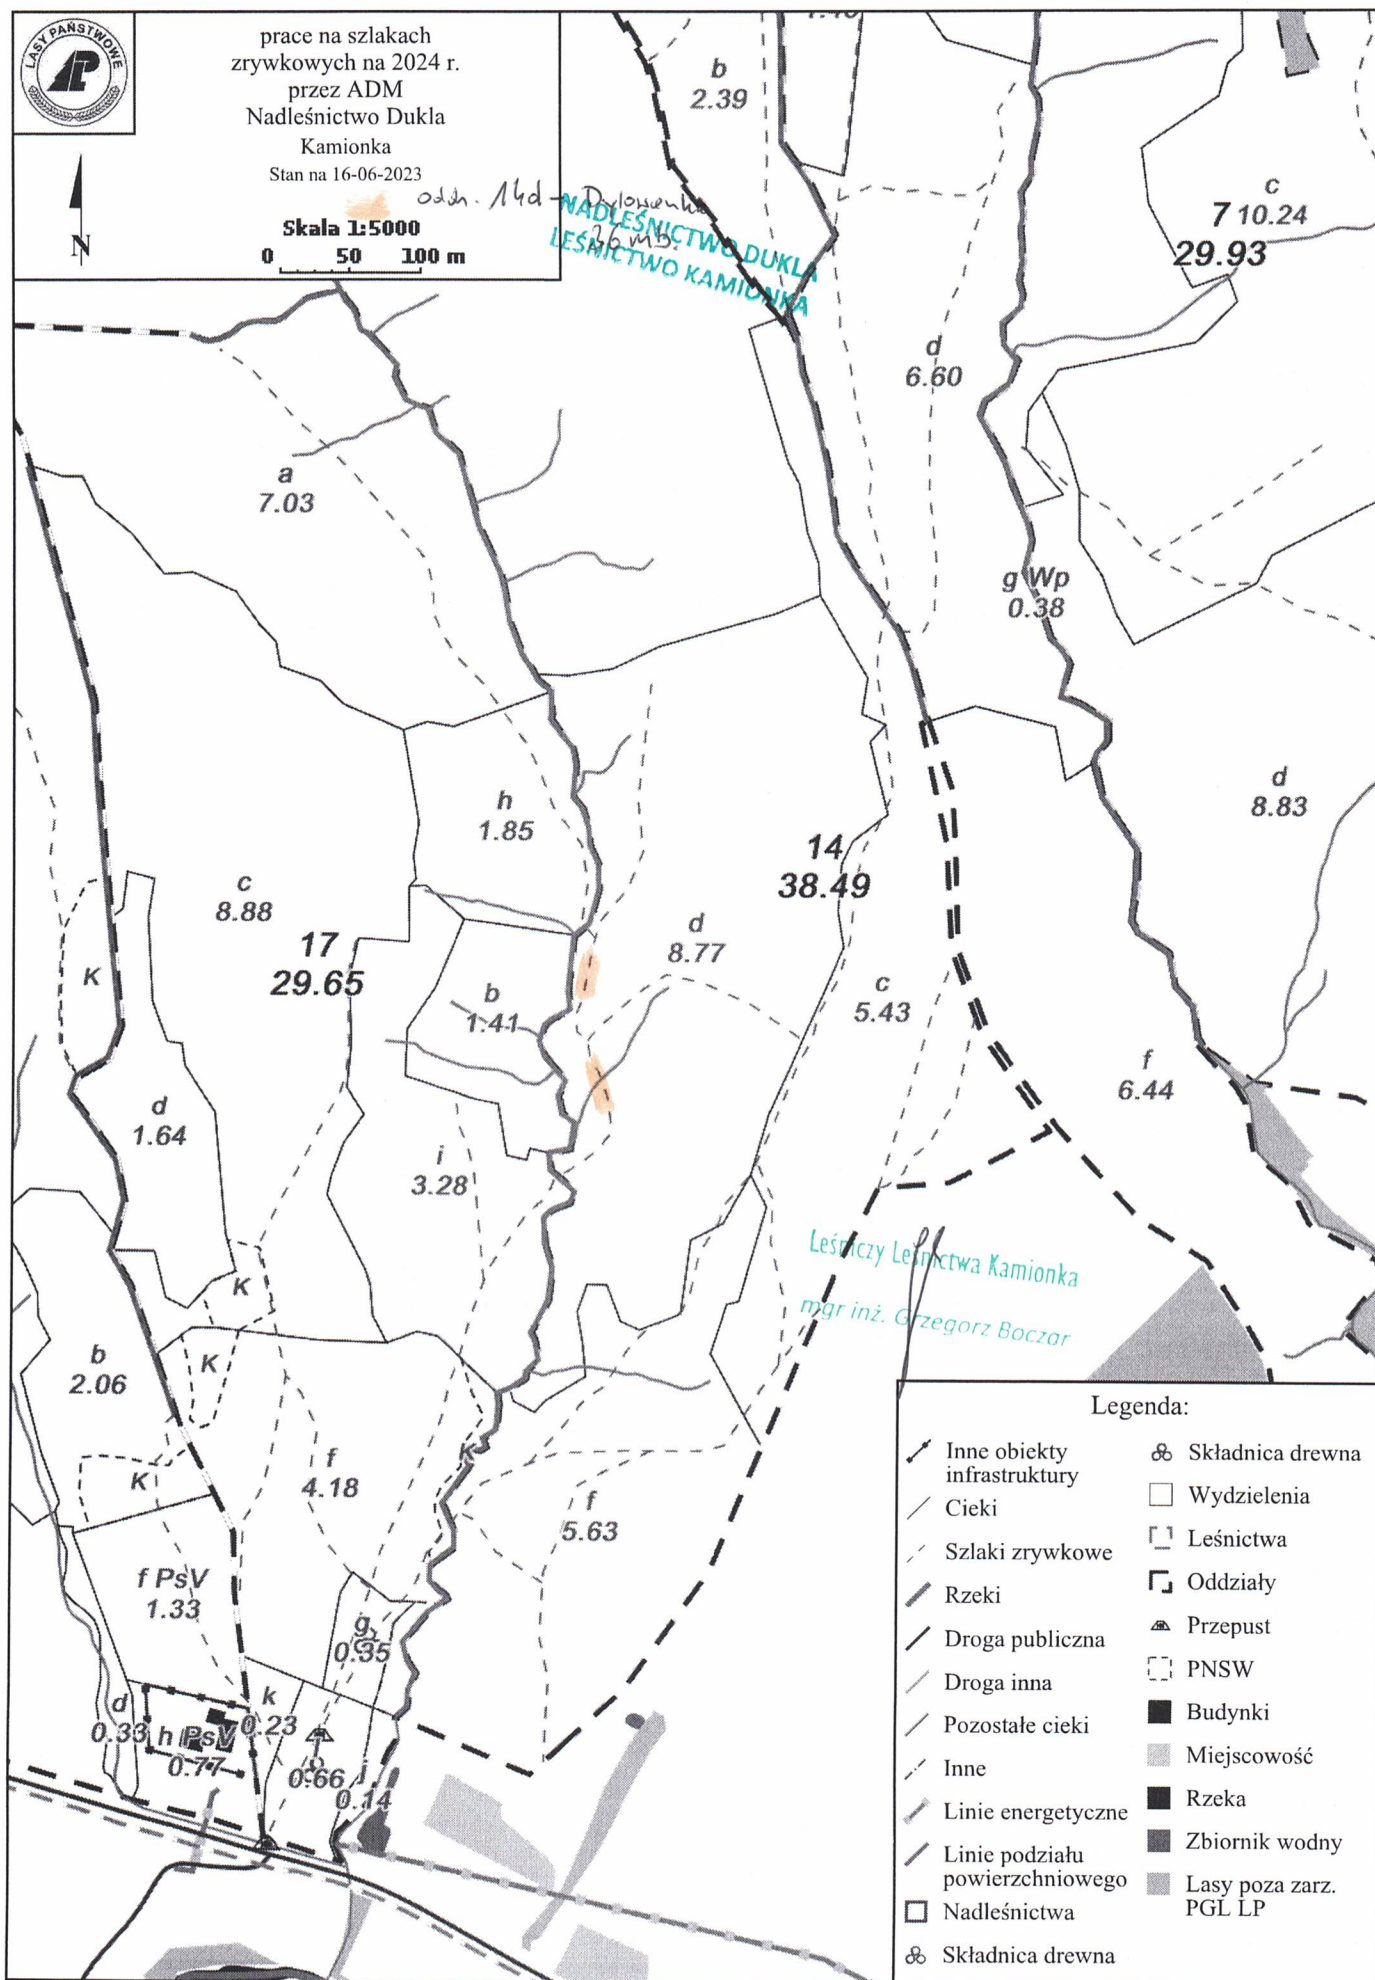 LASY PAŃSTWOWE
prace na szlakach
zrywkowych na 2024 r.
przez ADM
Nadleśnictwo Dukla
Kamionka
Stan na 16-06-2023
oddz. 14d -
36 mb.
Skala 1:5000
0 50 100 m
N
NADLEŚNICTWO DUKLA
LEŚNICTWO KAMIONKA
b
2.39
c
7 10.24
29.93
d
6.60
a
7.03
g Wp
0.38
h
1.85
d
8.83
14
38.49
c
8.88
17
29.65
d
8.77
K
b
1.41
c
5.43
f
6.44
d
1.64
i
3.28
Leśniczy Leśnictwa Kamionka
mgr inż. Grzegorz Boczar
K
K
b
2.06
K
K
f
4.18
f
5.63
f PsV
1.33
g
0.35
d
0.33
h PsV
0.77
k
0.23
0.66
j
0.14
Legenda:
Inne obiekty
infrastruktury
Cieki
Szlaki zrywkowe
Rzeki
Droga publiczna
Droga inna
Pozostałe cieki
Inne
Linie energetyczne
Linie podziału
powierzchniowego
Nadleśnictwa
Składnica drewna
Składnica drewna
Wydzielenia
Leśnictwa
Oddziały
Przepust
PNSW
Budynki
Miejscowość
Rzeka
Zbiornik wodny
Lasy poza zarz.
PGL LP